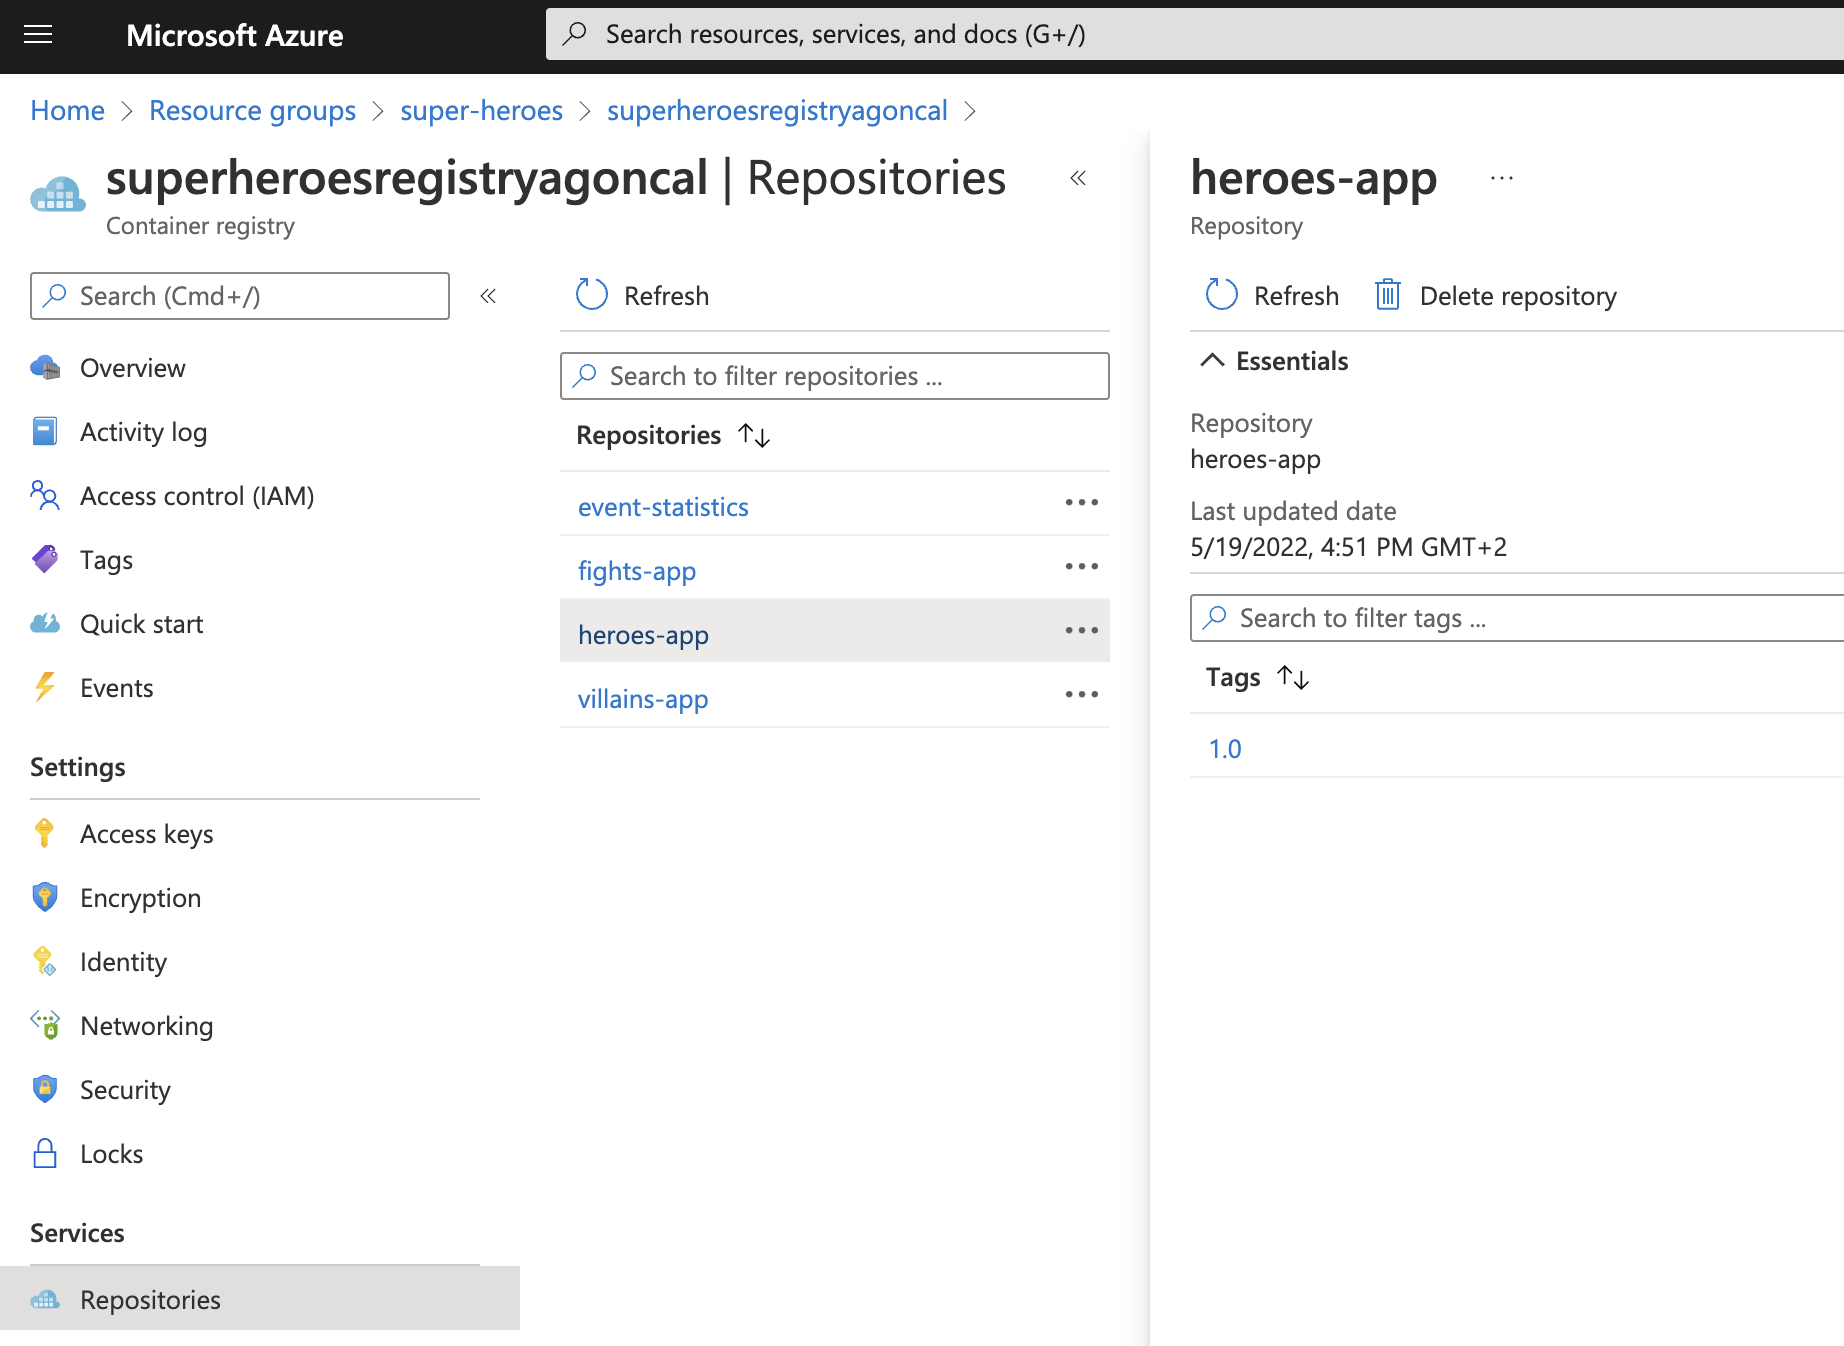 Microsoft Azure
Search resources, services, and docs (G+/)
Home > Resource groups > super-heroes > superheroesregistryagoncal >
superheroesregistryagoncal | Repositories
Container registry
Search (Cmd+/)
Overview
Activity log
Access control (IAM)
Tags
Quick start
Events
Settings
Access keys
Encryption
Identity
Networking
Security
Locks
Services
Repositories
Refresh
Search to filter repositories ...
Repositories
event-statistics
fights-app
heroes-app
villains-app
heroes-app
Repository
Refresh
Delete repository
Essentials
Repository
heroes-app
Last updated date
5/19/2022, 4:51 PM GMT+2
Search to filter tags ...
Tags
1.0